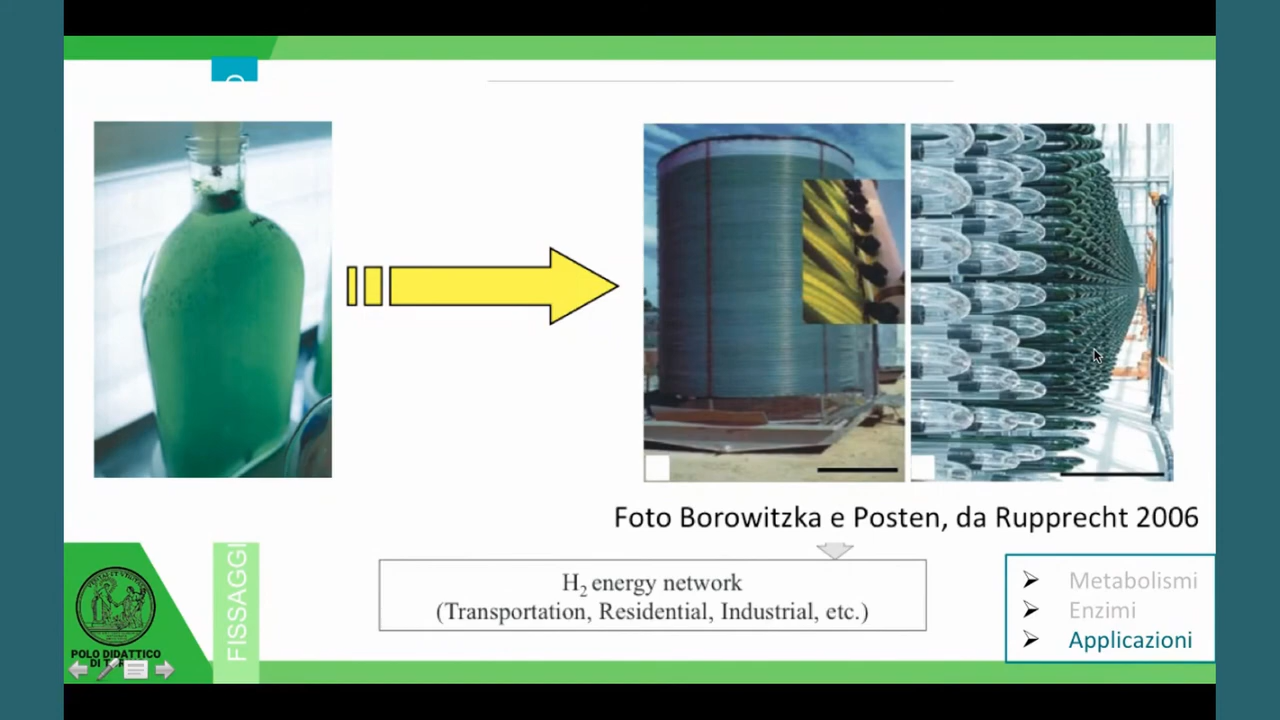 Foto Borowitzka e Posten, da Rupprecht 2006
H₂ energy network
(Transportation, Residential, Industrial, etc.)
Metabolismi
Enzimi
Applicazioni
FISSAGGI
POLO DIDATTICO